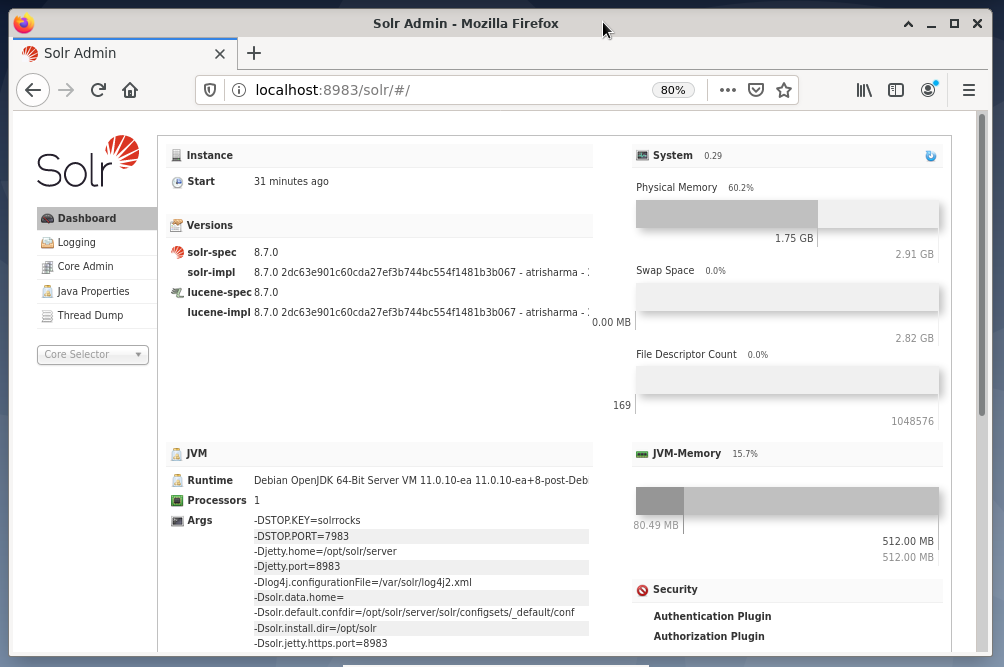 Solr Admin - Mozilla Firefox
Solr Admin
localhost:8983/solr/#/
80%
Solr
Dashboard
Logging
Core Admin
Java Properties
Thread Dump
Core Selector
Instance
Start 31 minutes ago
Versions
solr-spec 8.7.0
solr-impl 8.7.0 2dc63e901c60cda27ef3b744bc554f1481b3b067 - atrisharma -
lucene-spec 8.7.0
lucene-impl 8.7.0 2dc63e901c60cda27ef3b744bc554f1481b3b067 - atrisharma -
JVM
Runtime Debian OpenJDK 64-Bit Server VM 11.0.10-ea 11.0.10-ea+8-post-Deb
Processors 1
Args -DSTOP.KEY=solrrocks
-DSTOP.PORT=7983
-Djetty.home=/opt/solr/server
-Djetty.port=8983
-Dlog4j.configurationFile=/var/solr/log4j2.xml
-Dsolr.data.home=
-Dsolr.default.confdir=/opt/solr/server/solr/configsets/_default/conf
-Dsolr.install.dir=/opt/solr
-Dsolr.jetty.https.port=8983
System 0.29
Physical Memory 60.2%
1.75 GB
2.91 GB
Swap Space 0.0%
0.00 MB
2.82 GB
File Descriptor Count 0.0%
169
1048576
JVM-Memory 15.7%
80.49 MB
512.00 MB
512.00 MB
Security
Authentication Plugin
Authorization Plugin